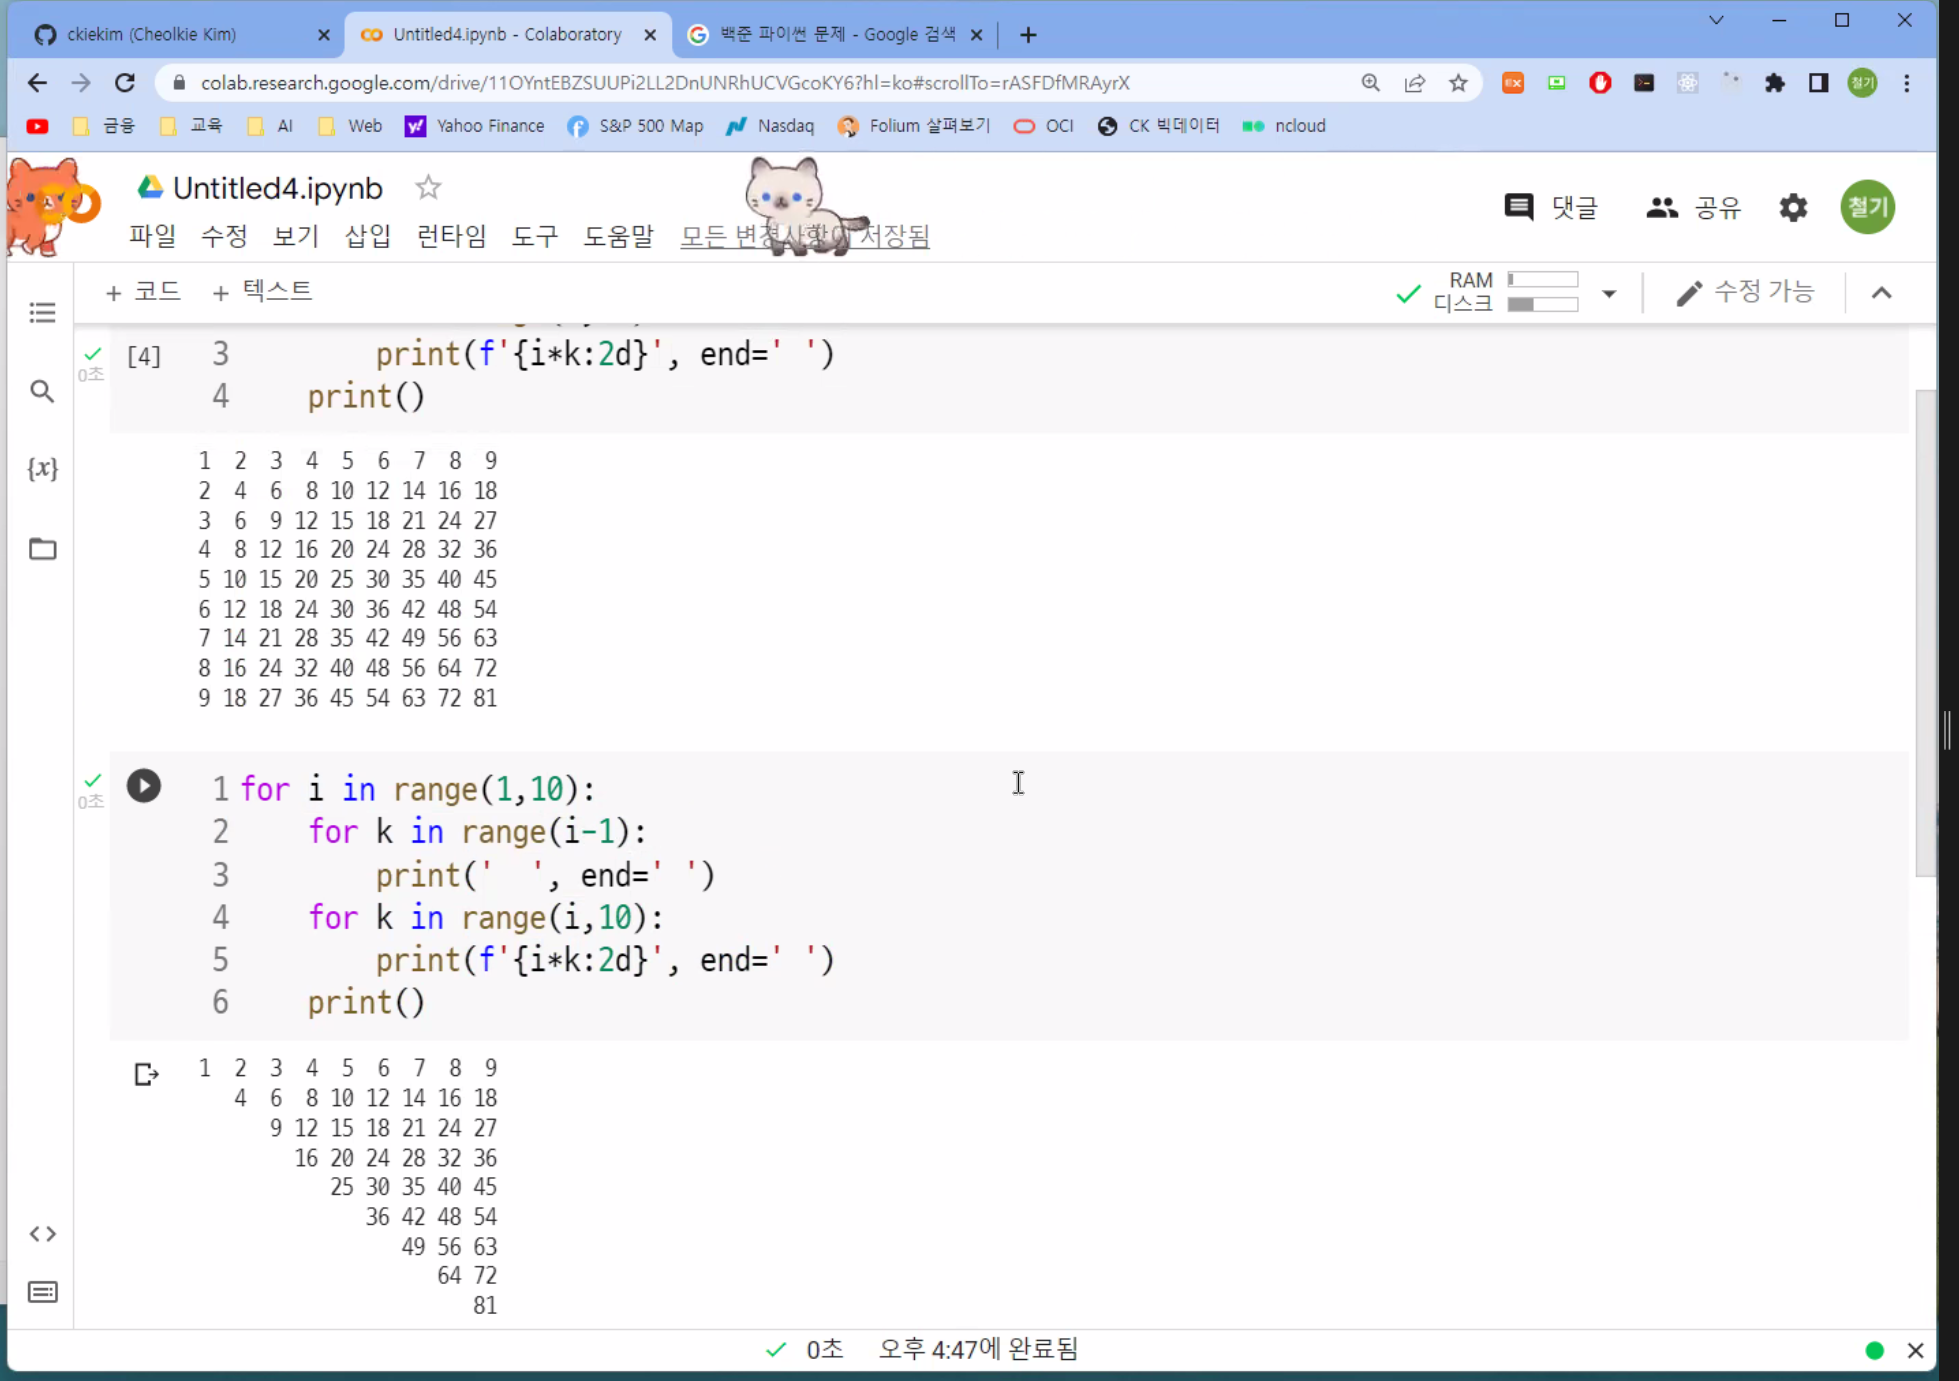 ckiekim (Cheolkie Kim)
Untitled4.ipynb - Colaboratory
백준 파이썬 문제 - Google 검색
colab.research.google.com/drive/11OYntEBZSUUPi2LL2DnUNRhUCVGcoKY6?hl=ko#scrollTo=rASFDfMRAyrX
금융 교육 AI Web Yahoo Finance S&P 500 Map Nasdaq Folium 살펴보기 OCI CK 빅데이터 ncloud
Untitled4.ipynb
댓글 공유 철기
파일 수정 보기 삽입 런타임 도구 도움말 모든 변경사항이 저장됨
+ 코드 + 텍스트
RAM
디스크
수정 가능
[4] 3 print(f'{i*k:2d}', end=' ')
0초
4 print()
1 2 3 4 5 6 7 8 9
2 4 6 8 10 12 14 16 18
3 6 9 12 15 18 21 24 27
4 8 12 16 20 24 28 32 36
5 10 15 20 25 30 35 40 45
6 12 18 24 30 36 42 48 54
7 14 21 28 35 42 49 56 63
8 16 24 32 40 48 56 64 72
9 18 27 36 45 54 63 72 81
1 for i in range(1,10):
0초
2 for k in range(i-1):
3 print('  ', end=' ')
4 for k in range(i,10):
5 print(f'{i*k:2d}', end=' ')
6 print()
1 2 3 4 5 6 7 8 9
4 6 8 10 12 14 16 18
9 12 15 18 21 24 27
16 20 24 28 32 36
25 30 35 40 45
36 42 48 54
49 56 63
64 72
81
0초 오후 4:47에 완료됨